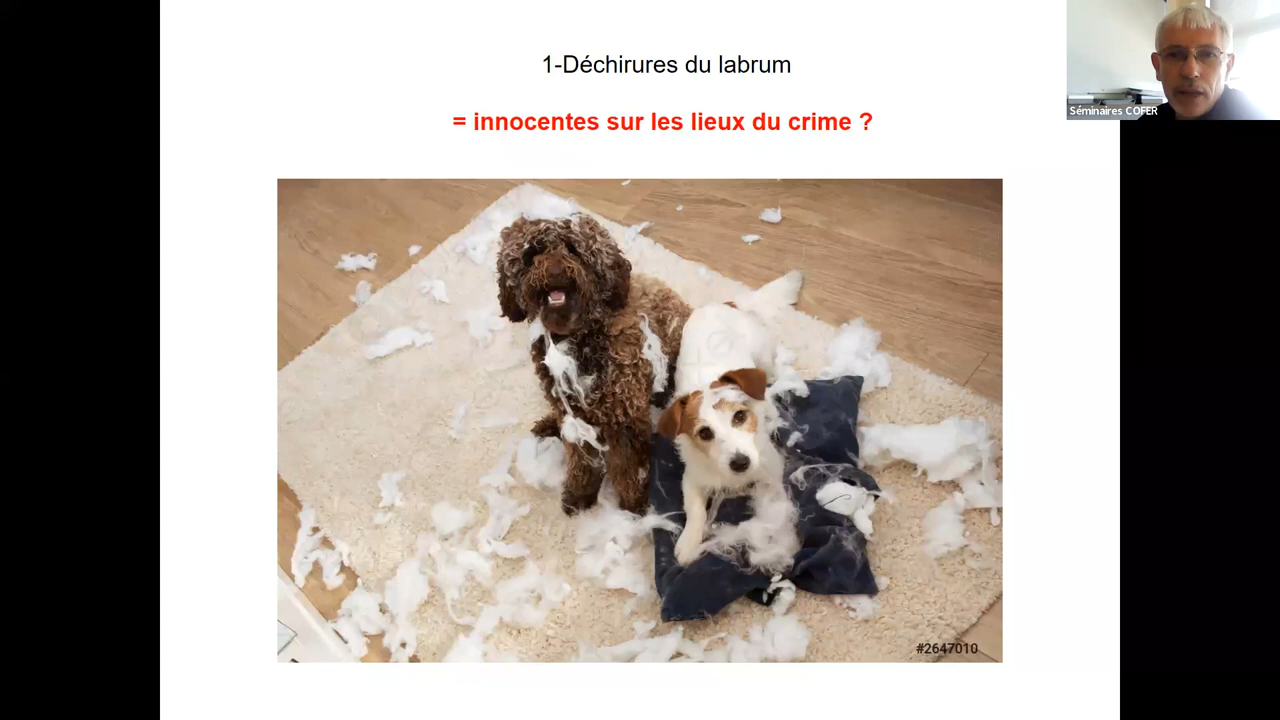 1-Déchirures du labrum
= innocentes sur les lieux du crime ?
Séminaires COFER
#2647010